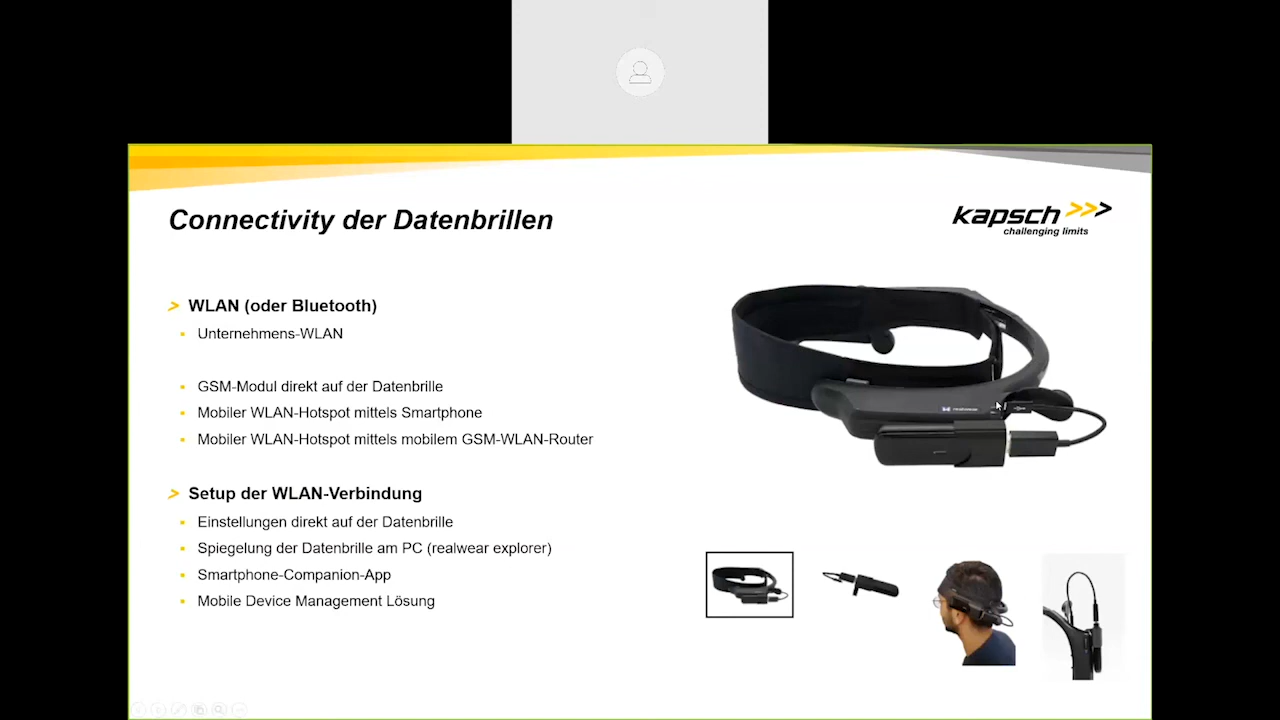 Connectivity der Datenbrillen
kapsch >>>
challenging limits
> WLAN (oder Bluetooth)
▪ Unternehmens-WLAN
▪ GSM-Modul direkt auf der Datenbrille
▪ Mobiler WLAN-Hotspot mittels Smartphone
▪ Mobiler WLAN-Hotspot mittels mobilem GSM-WLAN-Router
> Setup der WLAN-Verbindung
▪ Einstellungen direkt auf der Datenbrille
▪ Spiegelung der Datenbrille am PC (realwear explorer)
▪ Smartphone-Companion-App
▪ Mobile Device Management Lösung